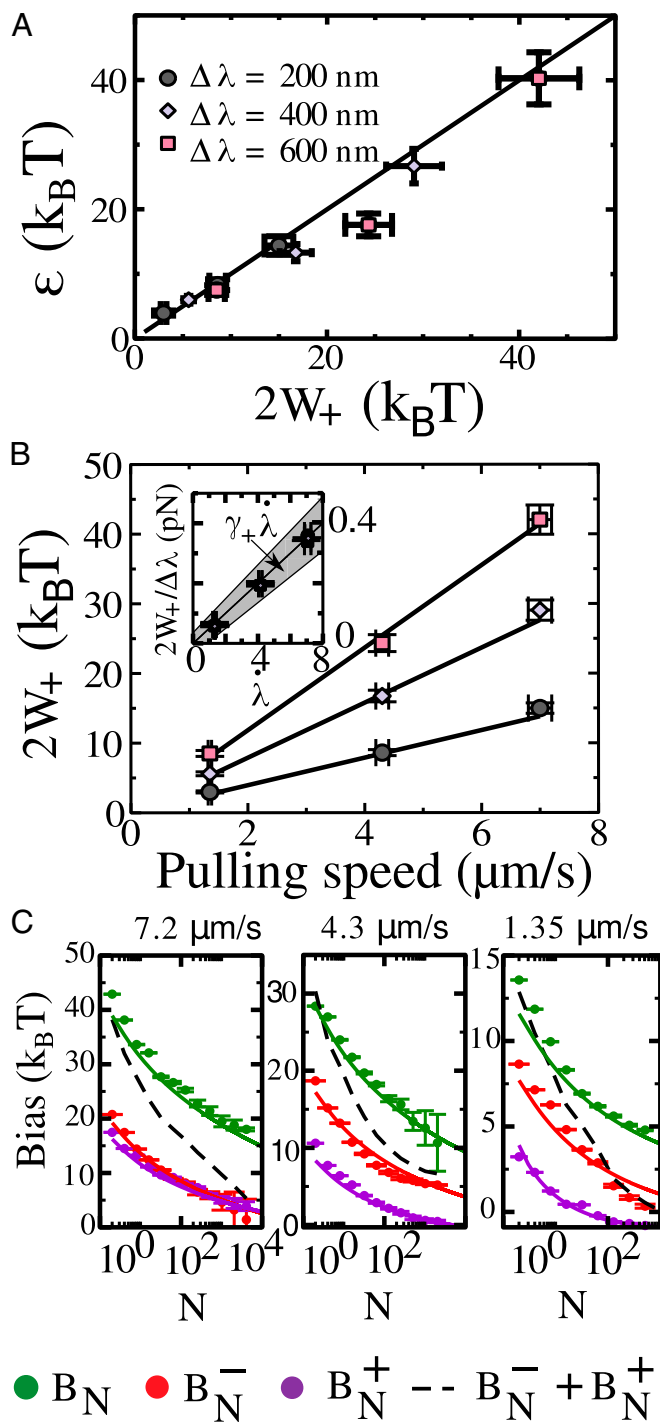 A
ε (k_BT)
40
20
0
Δ λ = 200 nm
Δ λ = 400 nm
Δ λ = 600 nm
0 20 40
2W₊ (k_BT)
B
2W₊ (k_BT)
50
40
30
20
10
0
2W₊/Δλ (pN)
γ₊λ̇
0.4
0
0 4 8
λ̇
0 2 4 6 8
Pulling speed (μm/s)
C
7.2 μm/s 4.3 μm/s 1.35 μm/s
Bias (k_BT)
50
40
30
20
10
0
30
20
10
0
15
10
5
0
10⁰ 10² 10⁴ 10⁰ 10² 10⁰ 10²
N N N
B_N B_N⁻ B_N⁺ B_N⁻ + B_N⁺